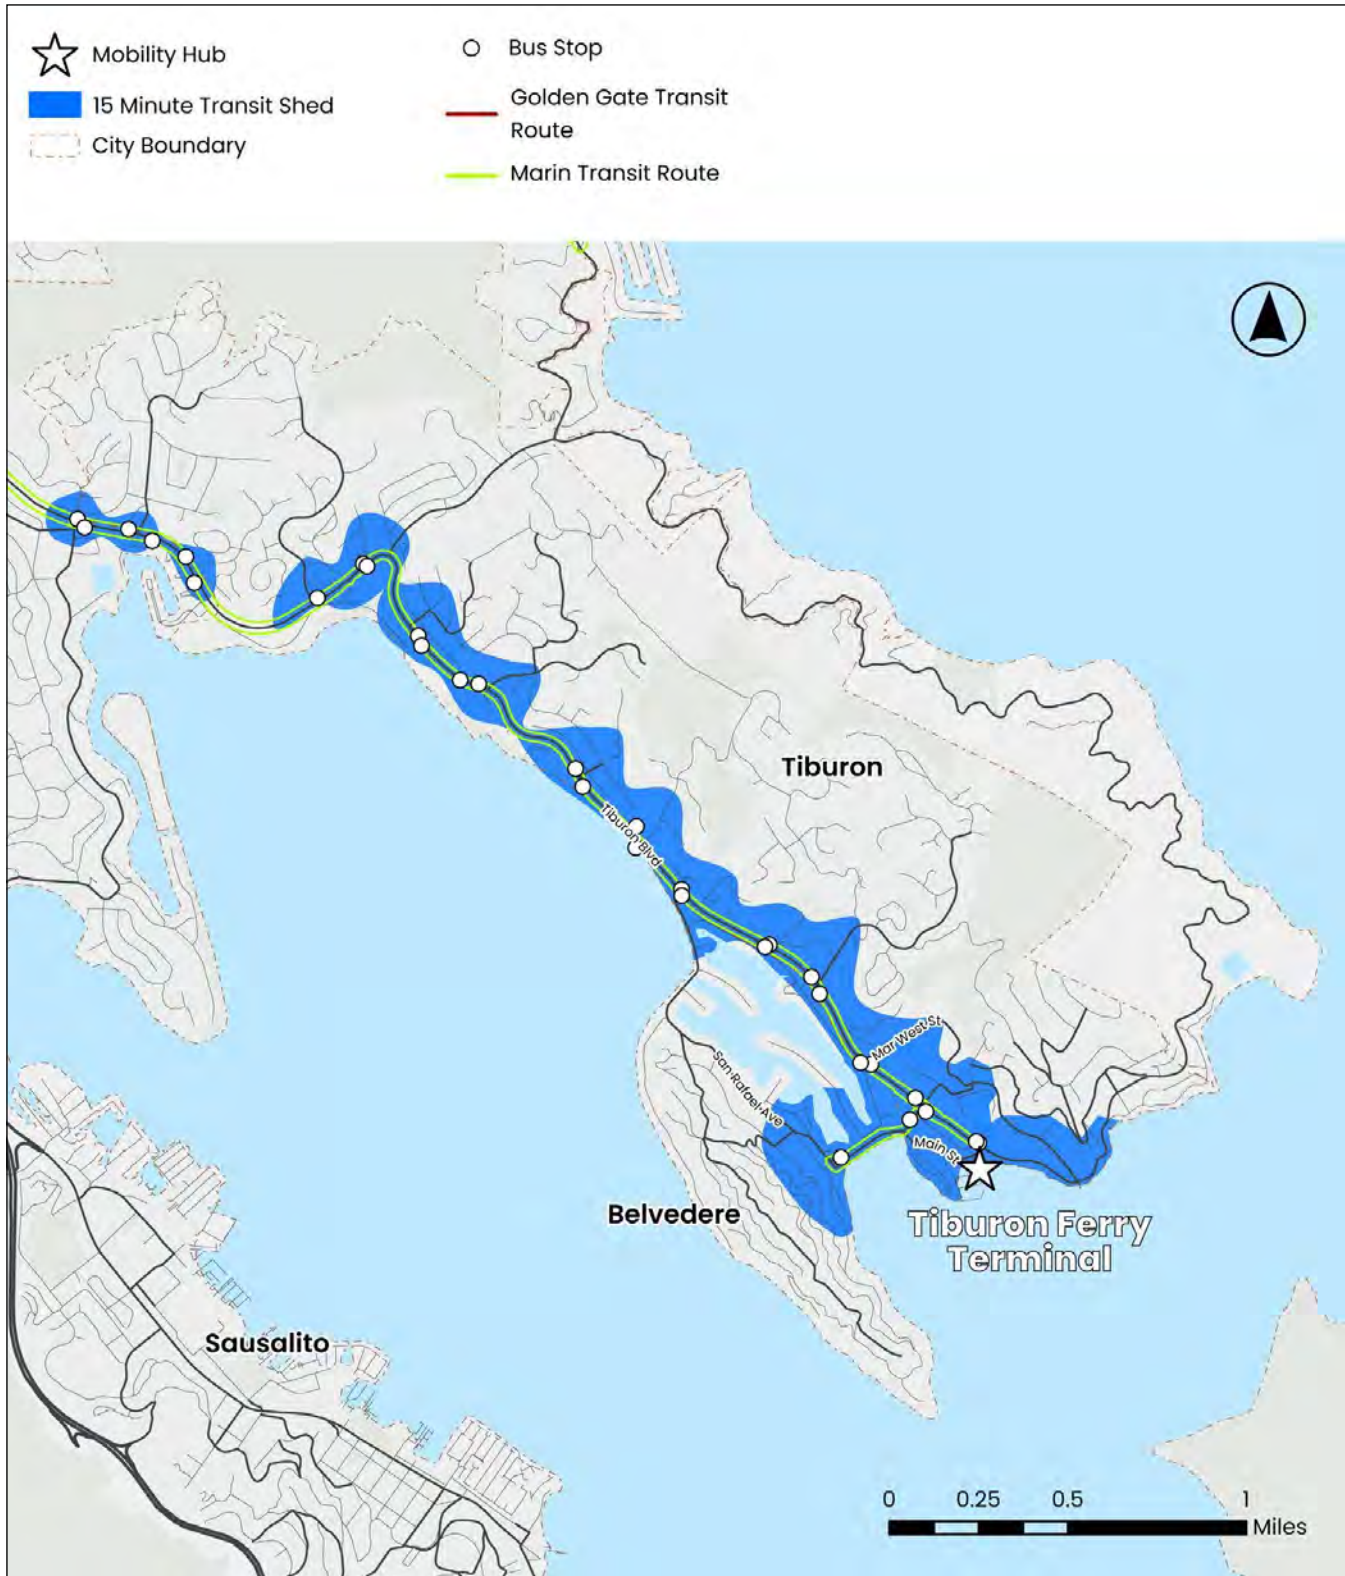 Mobility Hub
15 Minute Transit Shed
City Boundary
Bus Stop
Golden Gate Transit
Route
Marin Transit Route
Tiburon
Tiburon Blvd
Mar West St
San Rafael Ave
Main St
Belvedere
Tiburon Ferry
Terminal
Sausalito
0 0.25 0.5 1
Miles